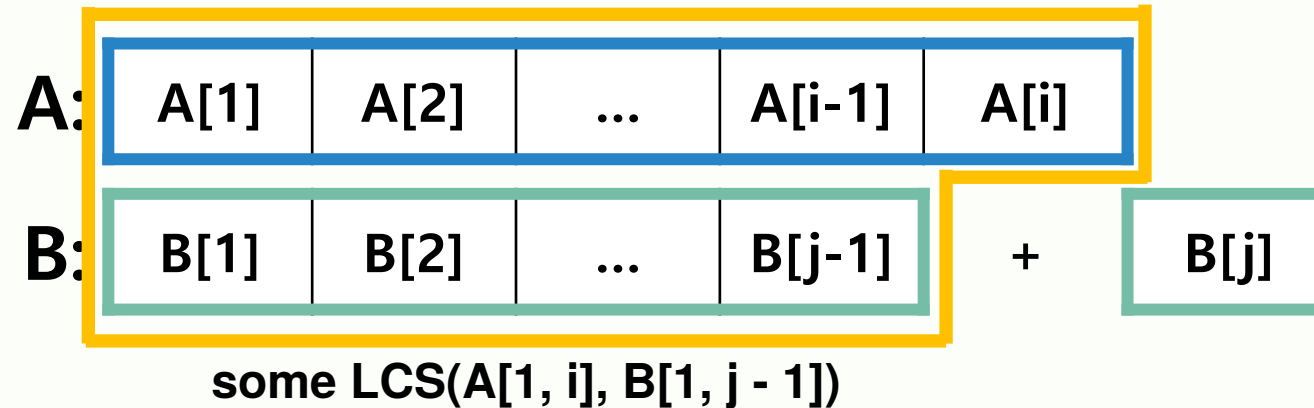 A: A[1] A[2] ... A[i-1] A[i]
B: B[1] B[2] ... B[j-1] + B[j]
some LCS(A[1, i], B[1, j - 1])